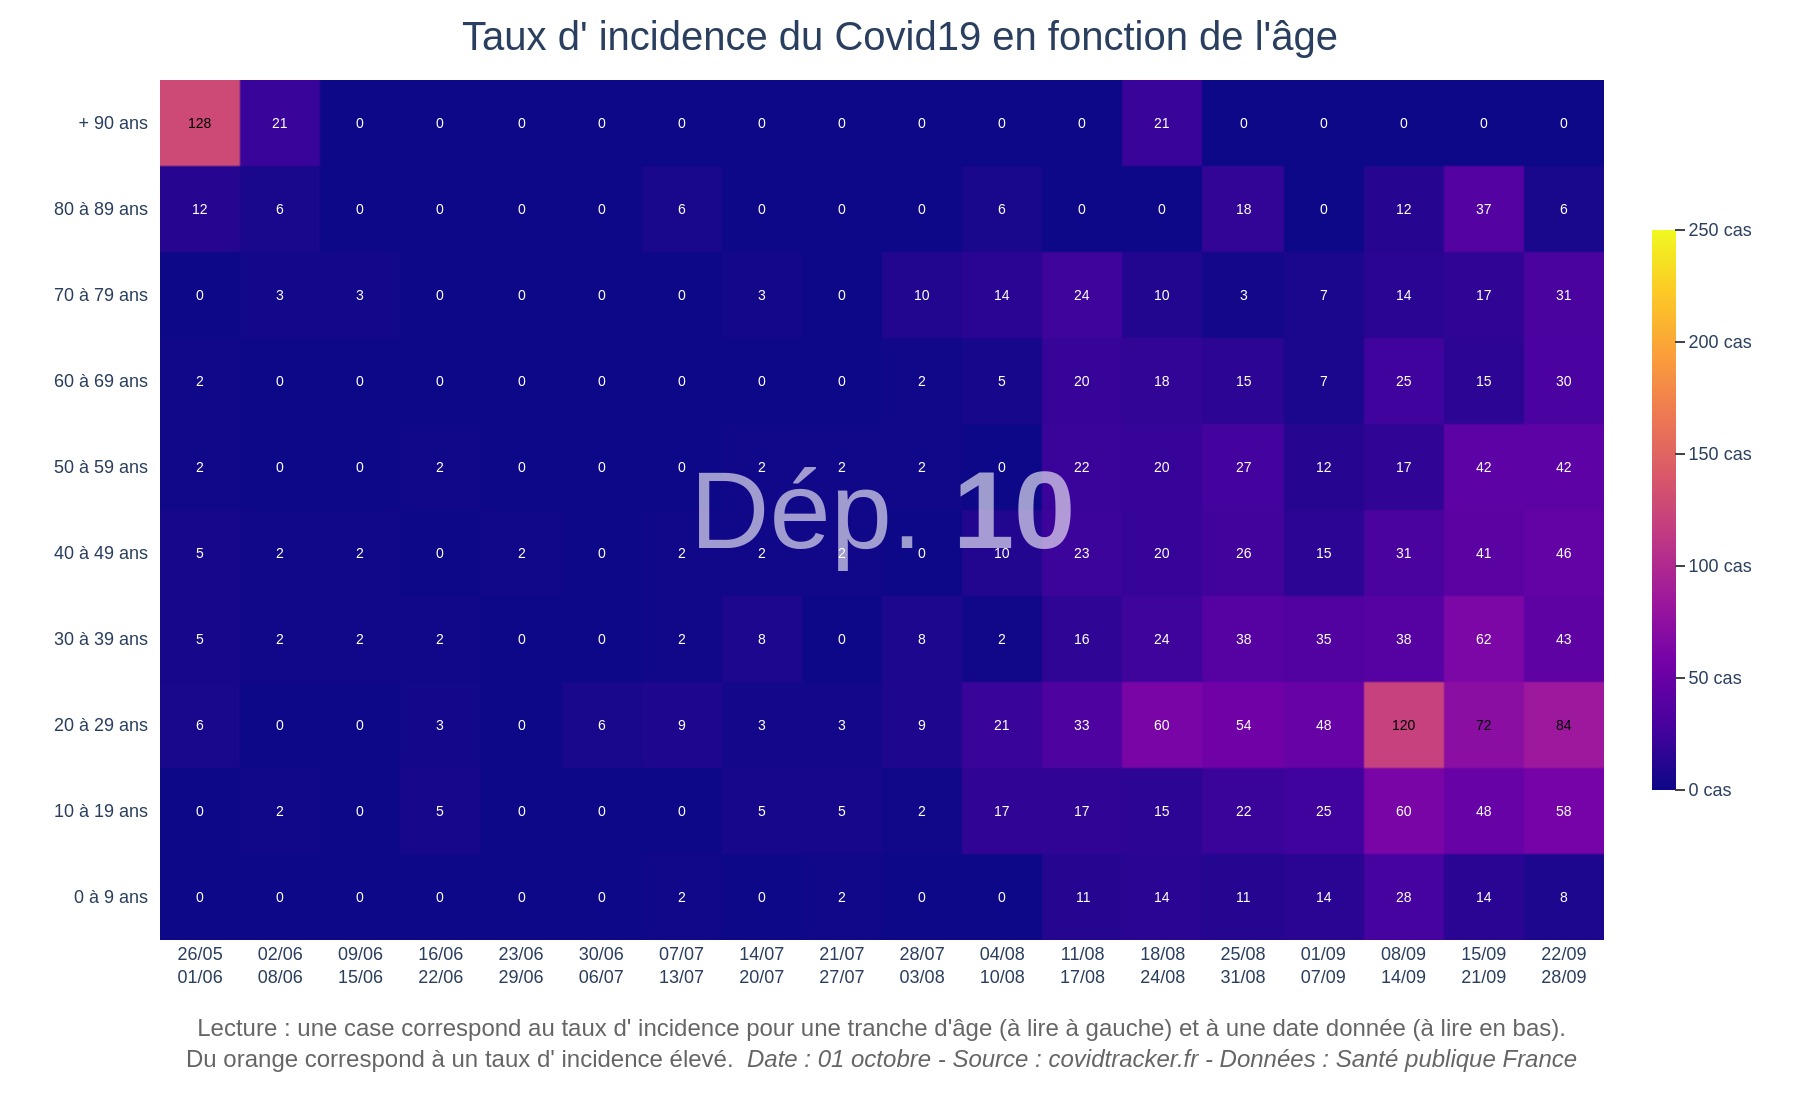 Taux d' incidence du Covid19 en fonction de l'âge
+ 90 ans 128 21 0 0 0 0 0 0 0 0 0 0 21 0 0 0 0 0
80 à 89 ans 12 6 0 0 0 0 6 0 0 0 6 0 0 18 0 12 37 6
70 à 79 ans 0 3 3 0 0 0 0 3 0 10 14 24 10 3 7 14 17 31
60 à 69 ans 2 0 0 0 0 0 0 0 0 2 5 20 18 15 7 25 15 30
50 à 59 ans 2 0 0 2 0 0 0 2 2 2 0 22 20 27 12 17 42 42
Dép. 10
40 à 49 ans 5 2 2 0 2 0 2 2 2 0 10 23 20 26 15 31 41 46
30 à 39 ans 5 2 2 2 0 0 2 8 0 8 2 16 24 38 35 38 62 43
20 à 29 ans 6 0 0 3 0 6 9 3 3 9 21 33 60 54 48 120 72 84
10 à 19 ans 0 2 0 5 0 0 0 5 5 2 17 17 15 22 25 60 48 58
0 à 9 ans 0 0 0 0 0 0 2 0 2 0 0 11 14 11 14 28 14 8
26/05 02/06 09/06 16/06 23/06 30/06 07/07 14/07 21/07 28/07 04/08 11/08 18/08 25/08 01/09 08/09 15/09 22/09
01/06 08/06 15/06 22/06 29/06 06/07 13/07 20/07 27/07 03/08 10/08 17/08 24/08 31/08 07/09 14/09 21/09 28/09
250 cas
200 cas
150 cas
100 cas
50 cas
0 cas
Lecture : une case correspond au taux d' incidence pour une tranche d'âge (à lire à gauche) et à une date donnée (à lire en bas).
Du orange correspond à un taux d' incidence élevé. Date : 01 octobre - Source : covidtracker.fr - Données : Santé publique France